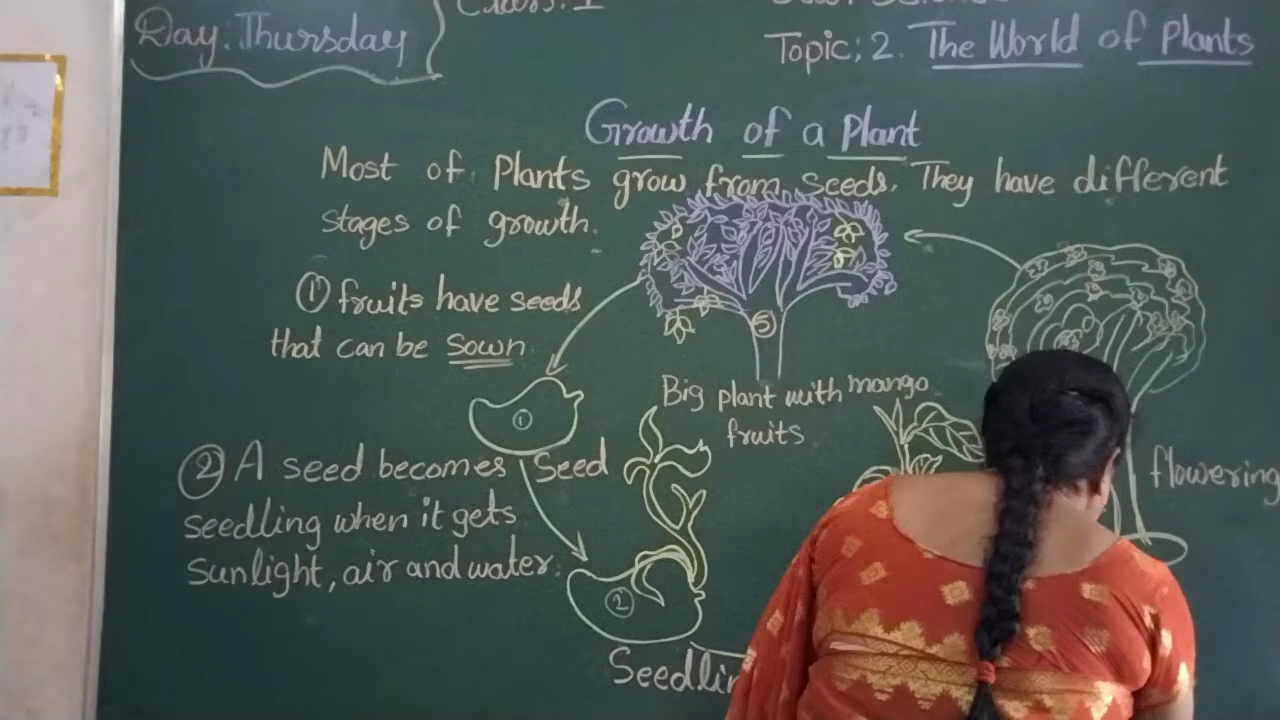 Day: Thursday
Class: I
Topic: 2. The World of Plants
Growth of a Plant
Most of Plants grow from seeds. They have different
stages of growth.
① fruits have seeds
that can be sown
5
Big plant with mango
fruits
①
Seed
② A seed becomes
seedling when it gets
sunlight, air and water.
②
flowering